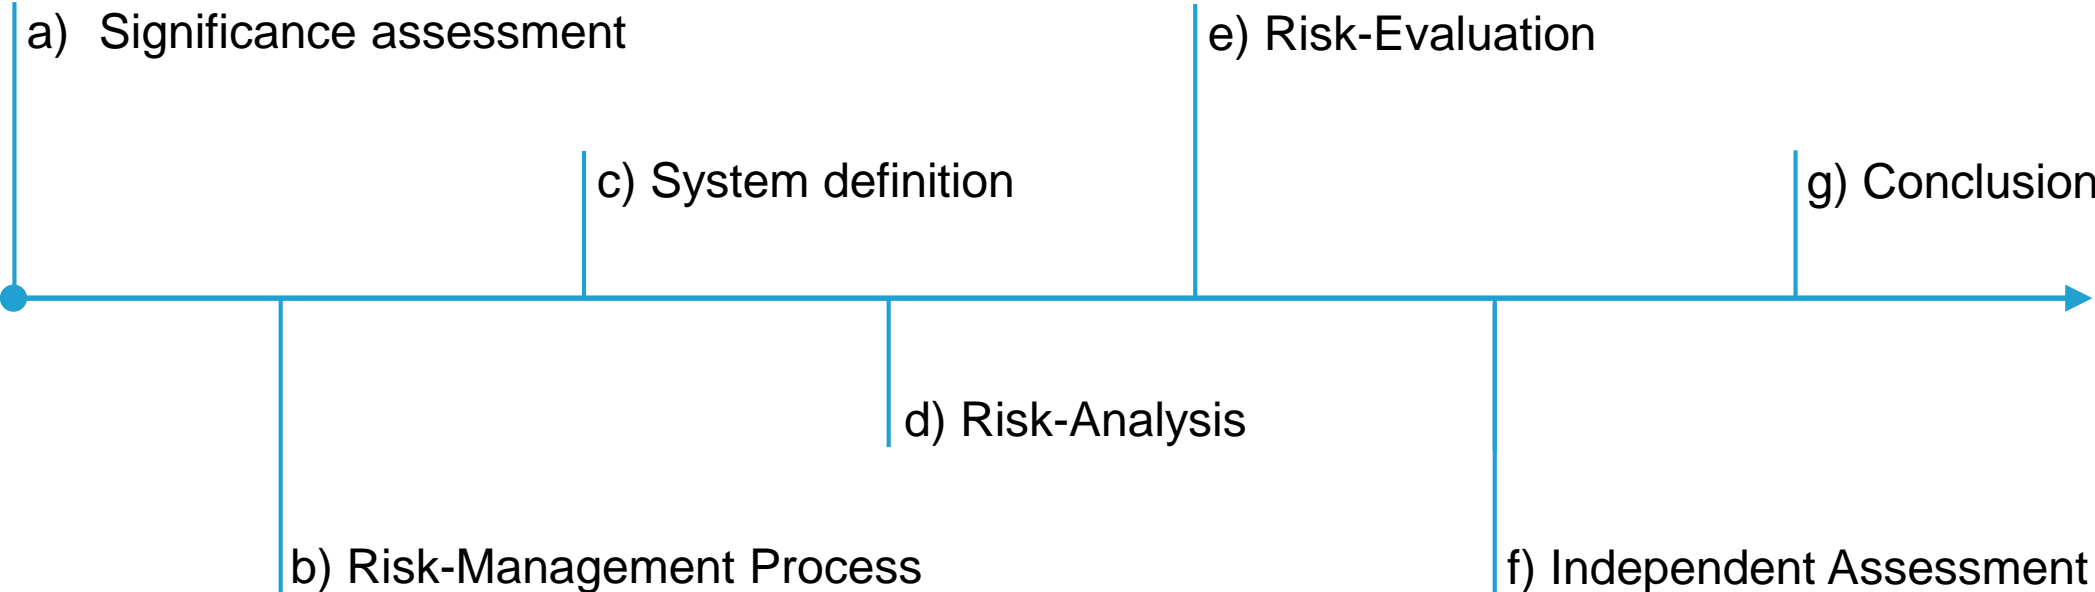 a) Significance assessment
e) Risk-Evaluation
c) System definition
g) Conclusion
d) Risk-Analysis
b) Risk-Management Process
f) Independent Assessment